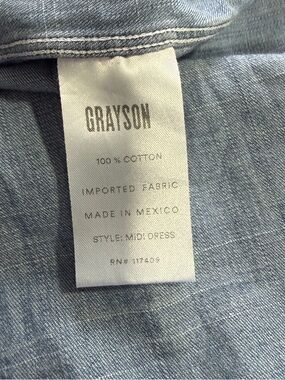 GRAYSON
100 % COTTON
IMPORTED FABRIC
MADE IN MEXICO
STYLE: MIDI DRESS
RN# 117409